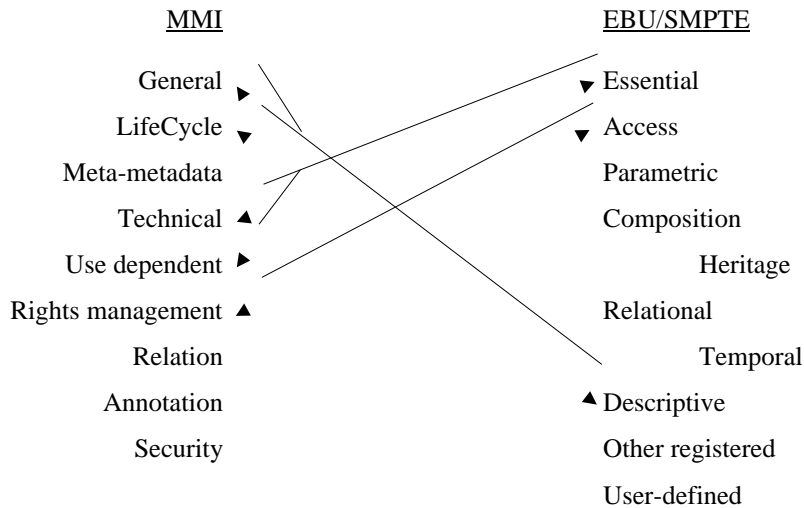 MMI EBU/SMPTE
General Essential
LifeCycle Access
Meta-metadata Parametric
Technical Composition
Use dependent Heritage
Rights management Relational
Relation Temporal
Annotation Descriptive
Security Other registered
User-defined